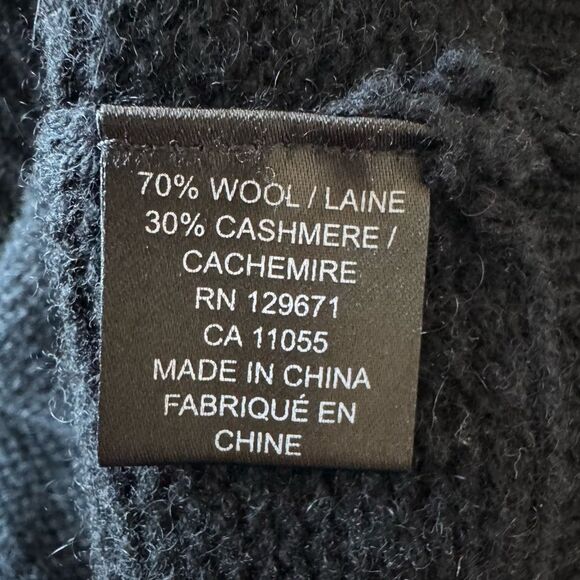 70% WOOL / LAINE
30% CASHMERE /
CACHEMIRE
RN 129671
CA 11055
MADE IN CHINA
FABRIQUÉ EN
CHINE